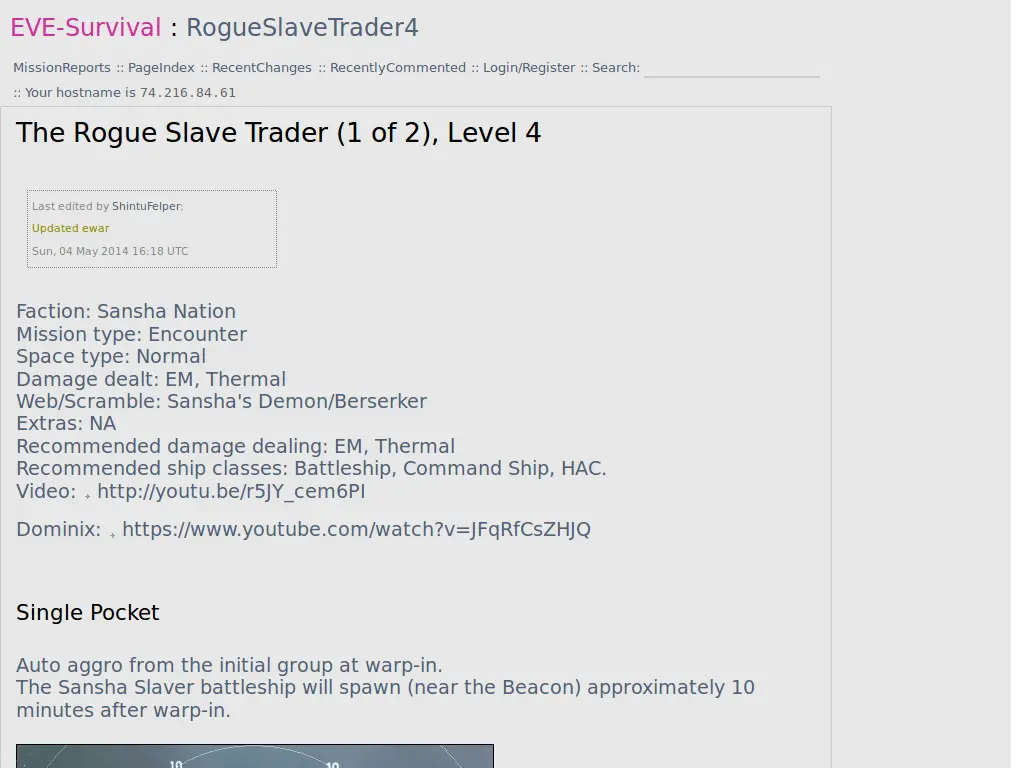 EVE-Survival : RogueSlaveTrader4
MissionReports :: PageIndex :: RecentChanges :: RecentlyCommented :: Login/Register :: Search:
:: Your hostname is 74.216.84.61
The Rogue Slave Trader (1 of 2), Level 4
Last edited by ShintuFelper:
Updated ewar
Sun, 04 May 2014 16:18 UTC
Faction: Sansha Nation
Mission type: Encounter
Space type: Normal
Damage dealt: EM, Thermal
Web/Scramble: Sansha's Demon/Berserker
Extras: NA
Recommended damage dealing: EM, Thermal
Recommended ship classes: Battleship, Command Ship, HAC.
Video: http://youtu.be/r5JY_cem6PI
Dominix: https://www.youtube.com/watch?v=JFqRfCsZHJQ
Single Pocket
Auto aggro from the initial group at warp-in.
The Sansha Slaver battleship will spawn (near the Beacon) approximately 10
minutes after warp-in.
10 10